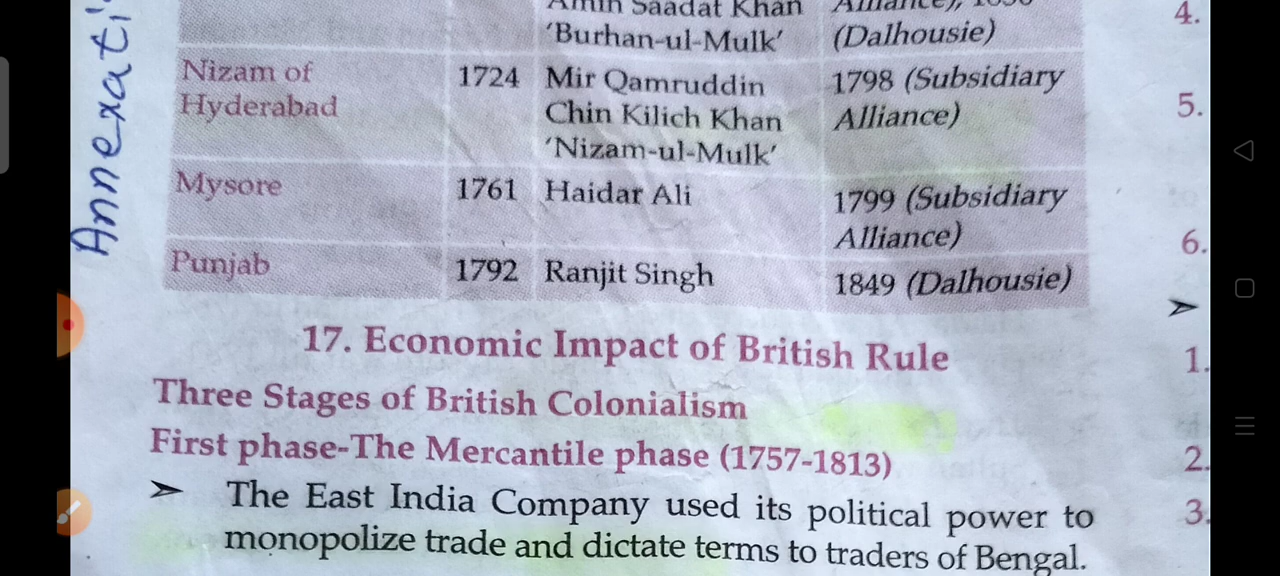 Annexati
Amin Saadat Khan
'Burhan-ul-Mulk'
(Dalhousie)
4.
Nizam of
Hyderabad
1724
Mir Qamruddin
Chin Kilich Khan
'Nizam-ul-Mulk'
1798 (Subsidiary
Alliance)
5.
Mysore
1761
Haidar Ali
1799 (Subsidiary
Alliance)
6.
Punjab
1792
Ranjit Singh
1849 (Dalhousie)
17. Economic Impact of British Rule
1.
Three Stages of British Colonialism
First phase-The Mercantile phase (1757-1813)
2.
➢ The East India Company used its political power to
3.
monopolize trade and dictate terms to traders of Bengal.